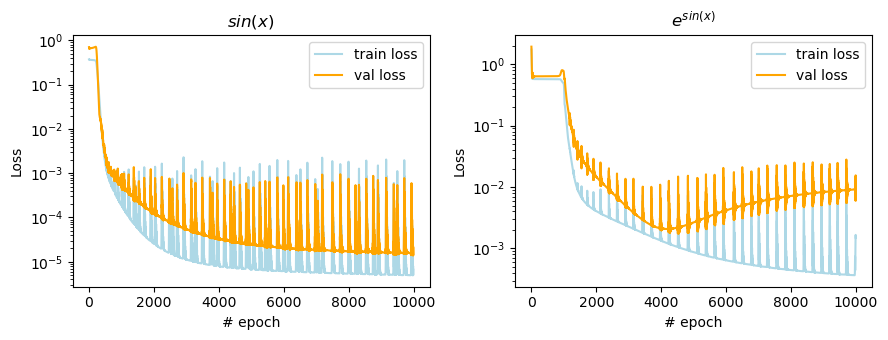 sin(x)
Loss
10^0
10^-1
10^-2
10^-3
10^-4
10^-5
train loss
val loss
0 2000 4000 6000 8000 10000
# epoch
e^sin(x)
Loss
10^0
10^-1
10^-2
10^-3
train loss
val loss
0 2000 4000 6000 8000 10000
# epoch